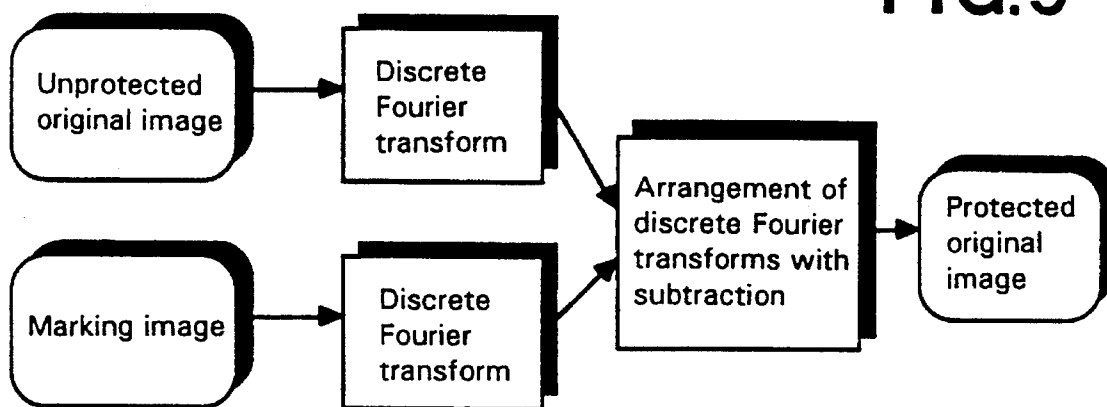 FIG.9
Unprotected
original image
Discrete
Fourier
transform
Marking image
Discrete
Fourier
transform
Arrangement of
discrete Fourier
transforms with
subtraction
Protected
original
image